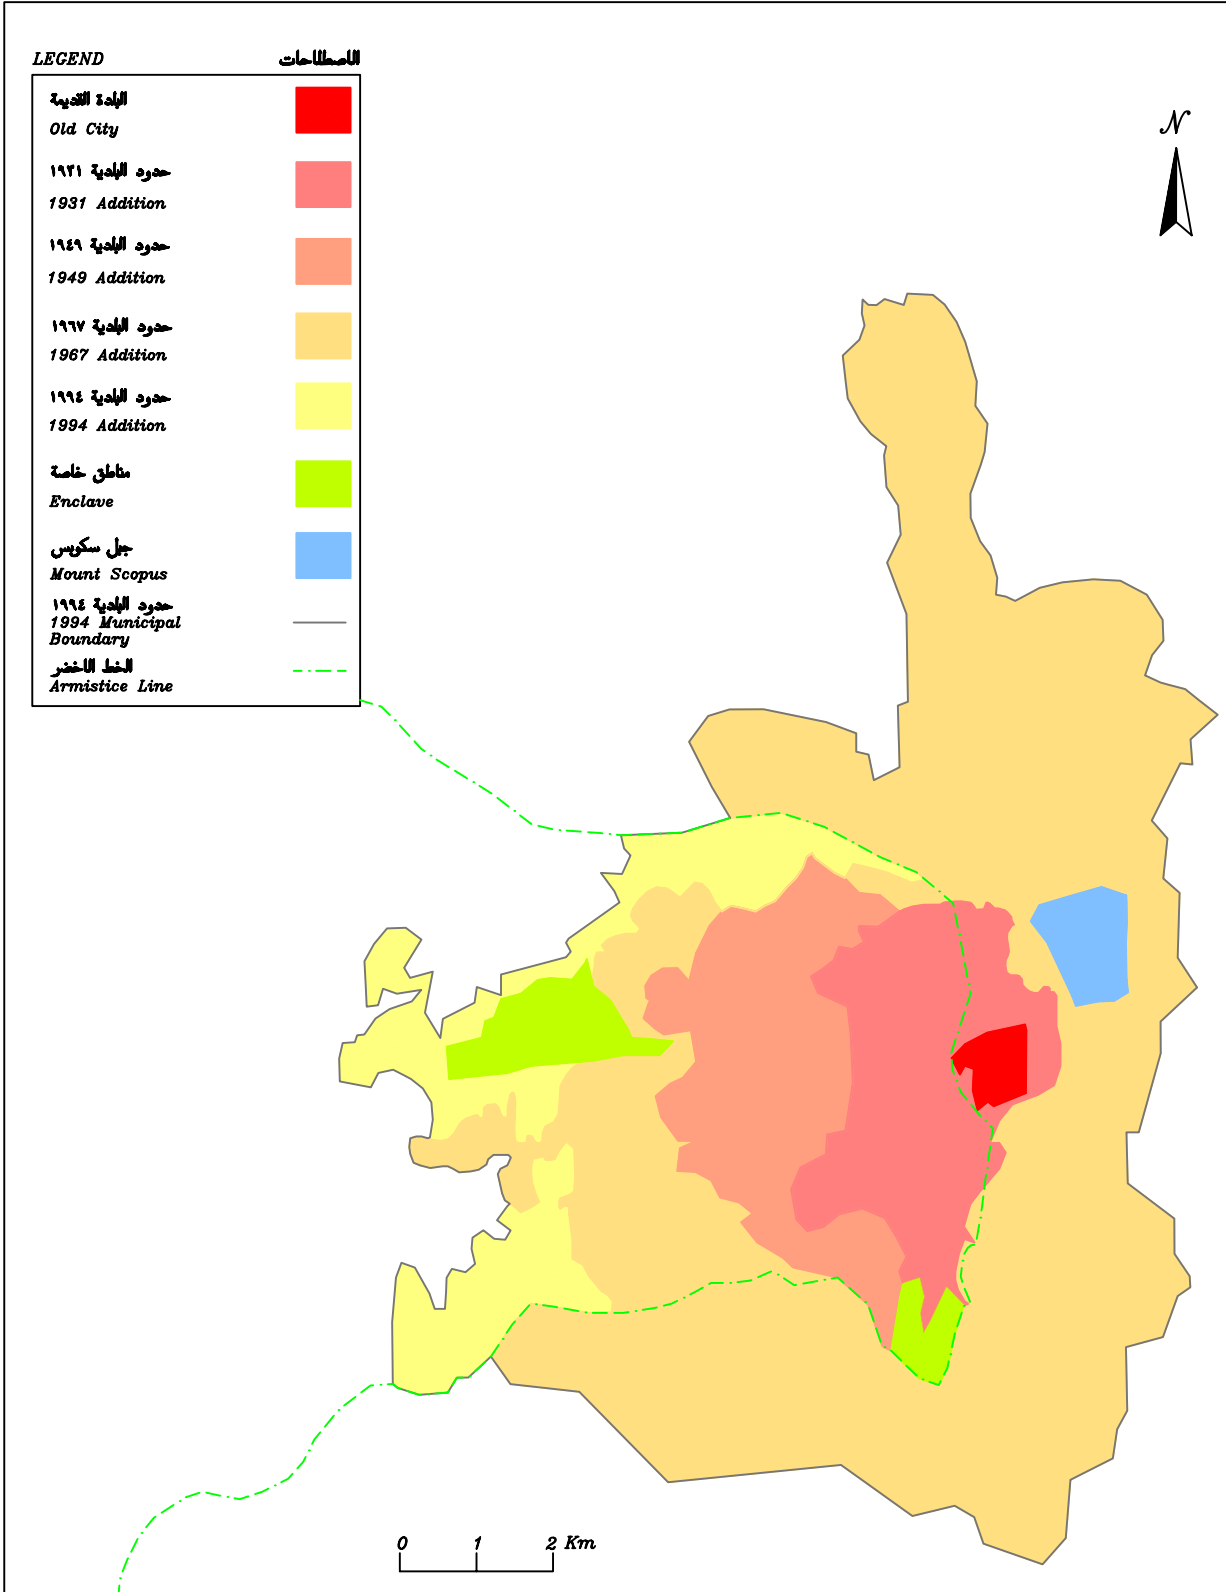 LEGEND الاصطلاحات
البلدة القديمة
Old City
حدود البلدية ١٩٣١
1931 Addition
حدود البلدية ١٩٤٩
1949 Addition
حدود البلدية ١٩٦٧
1967 Addition
حدود البلدية ١٩٩٤
1994 Addition
مناطق خاصة
Enclave
جبل سكوبس
Mount Scopus
حدود البلدية ١٩٩٤
1994 Municipal
Boundary
الخط الاخضر
Armistice Line
N
0 1 2 Km